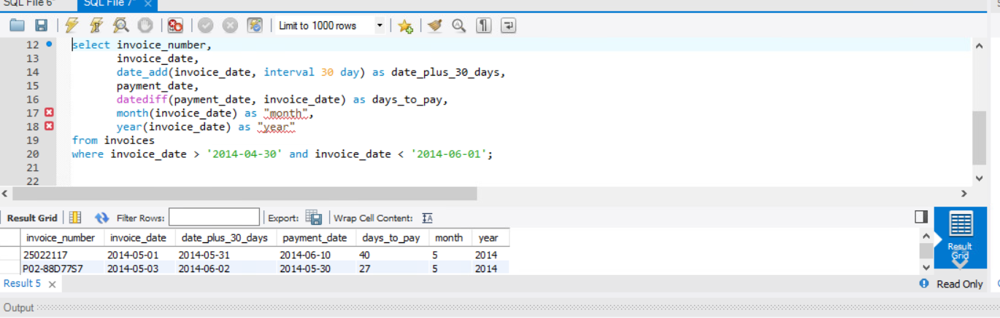 SQL File 6*
SQL File 7*
Limit to 1000 rows
12 select invoice_number,
13 invoice_date,
14 date_add(invoice_date, interval 30 day) as date_plus_30_days,
15 payment_date,
16 datediff(payment_date, invoice_date) as days_to_pay,
17 month(invoice_date) as "month",
18 year(invoice_date) as "year"
19 from invoices
20 where invoice_date > '2014-04-30' and invoice_date < '2014-06-01';
21
22
Result Grid Filter Rows: Export: Wrap Cell Content:
invoice_number invoice_date date_plus_30_days payment_date days_to_pay month year
25022117 2014-05-01 2014-05-31 2014-06-10 40 5 2014
P02-88D77S7 2014-05-03 2014-06-02 2014-05-30 27 5 2014
Result
Grid
Result 5
Read Only
Output